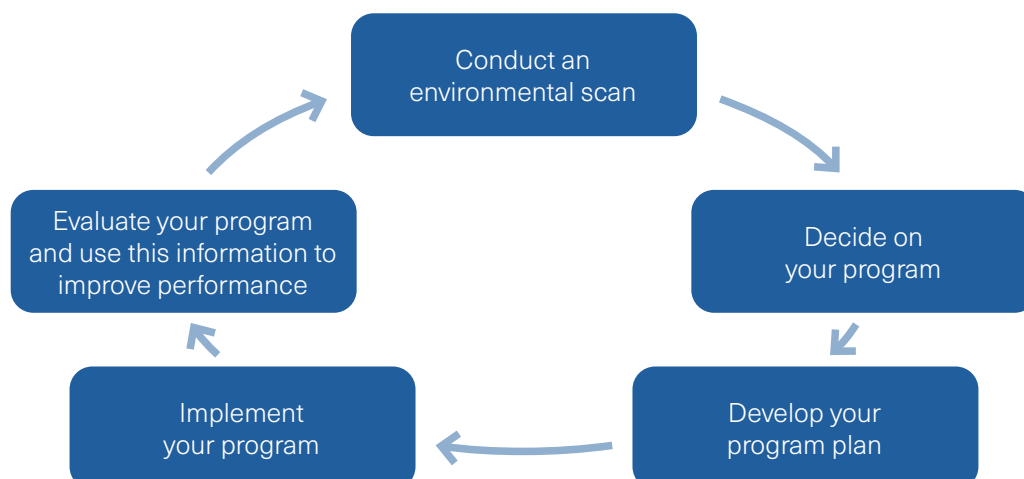 Conduct an
environmental scan
Decide on
your program
Develop your
program plan
Implement
your program
Evaluate your program
and use this information to
improve performance